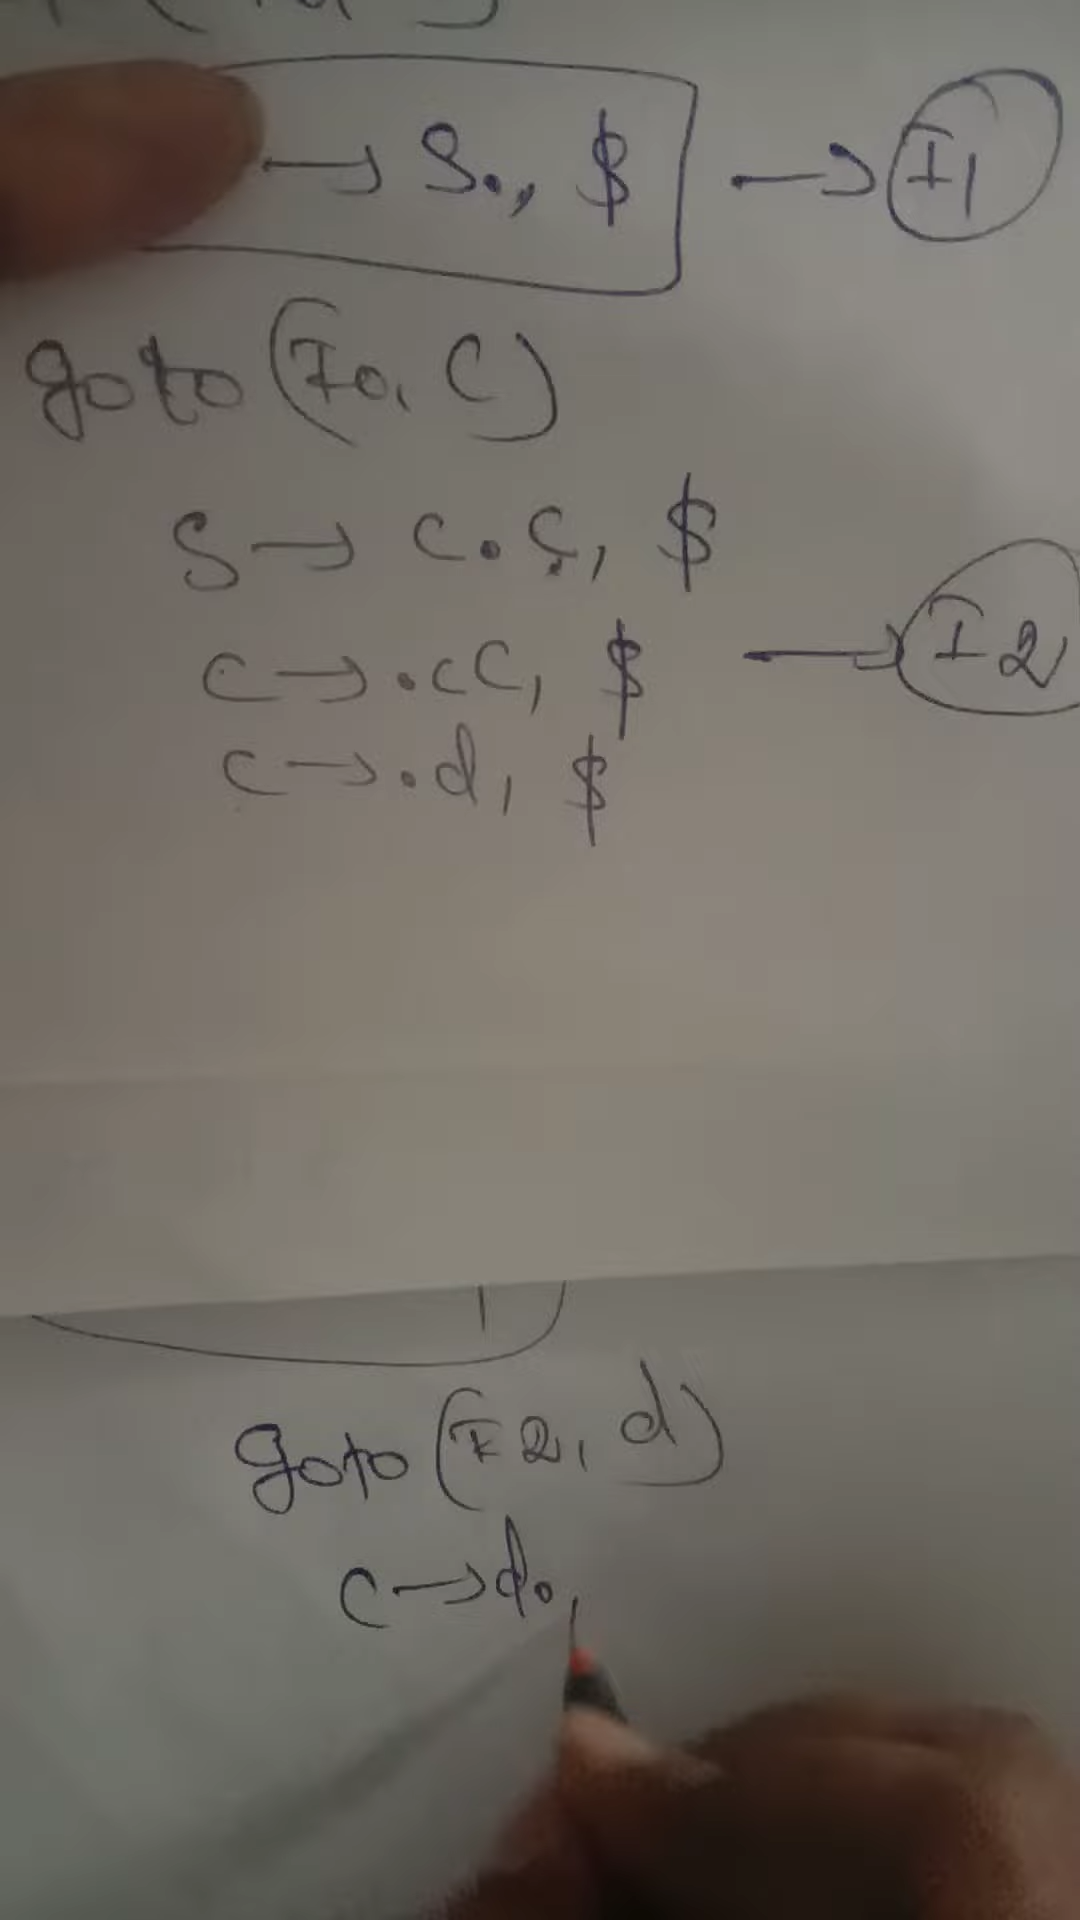 → S., $ → I1
goto (I0, C)
S → C.C, $
C → .cC, $ → I2
C → .d, $
goto (I2, d)
C → d.,